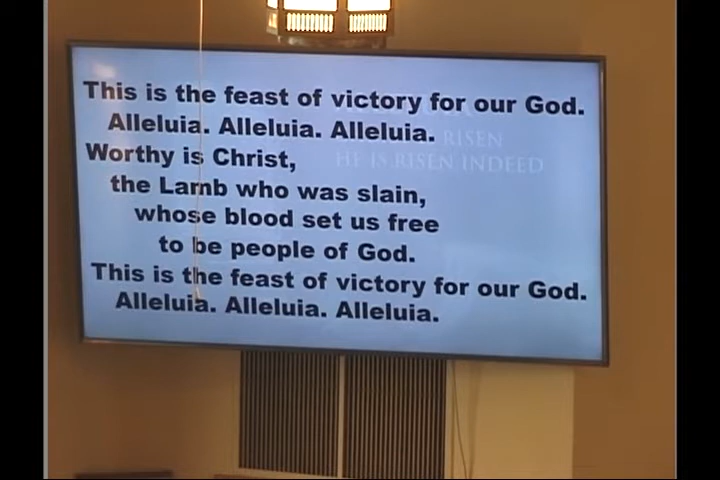 This is the feast of victory for our God.
Alleluia. Alleluia. Alleluia.
RISEN
Worthy is Christ,
HE IS RISEN INDEED
the Lamb who was slain,
whose blood set us free
to be people of God.
This is the feast of victory for our God.
Alleluia. Alleluia. Alleluia.